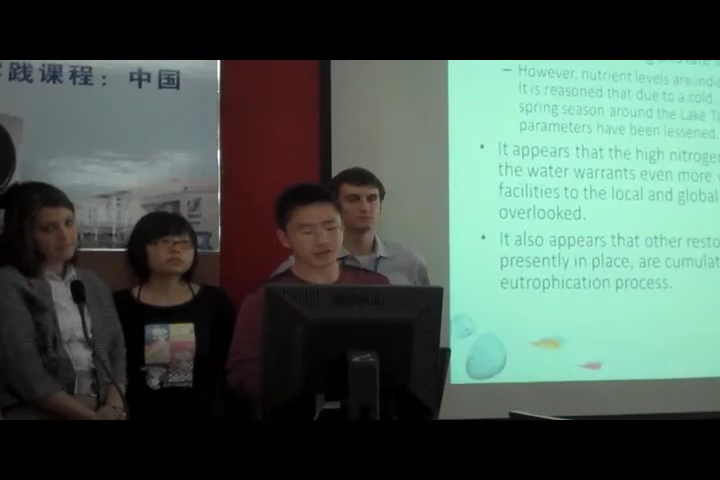 践课程：中国
However, nutrient levels are indi
It is reasoned that due to a cold
spring season around the Lake T
parameters have been lessened.
• It appears that the high nitroge
the water warrants even more
facilities to the local and global
overlooked.
• It also appears that other resto
presently in place, are cumulat
eutrophication process.